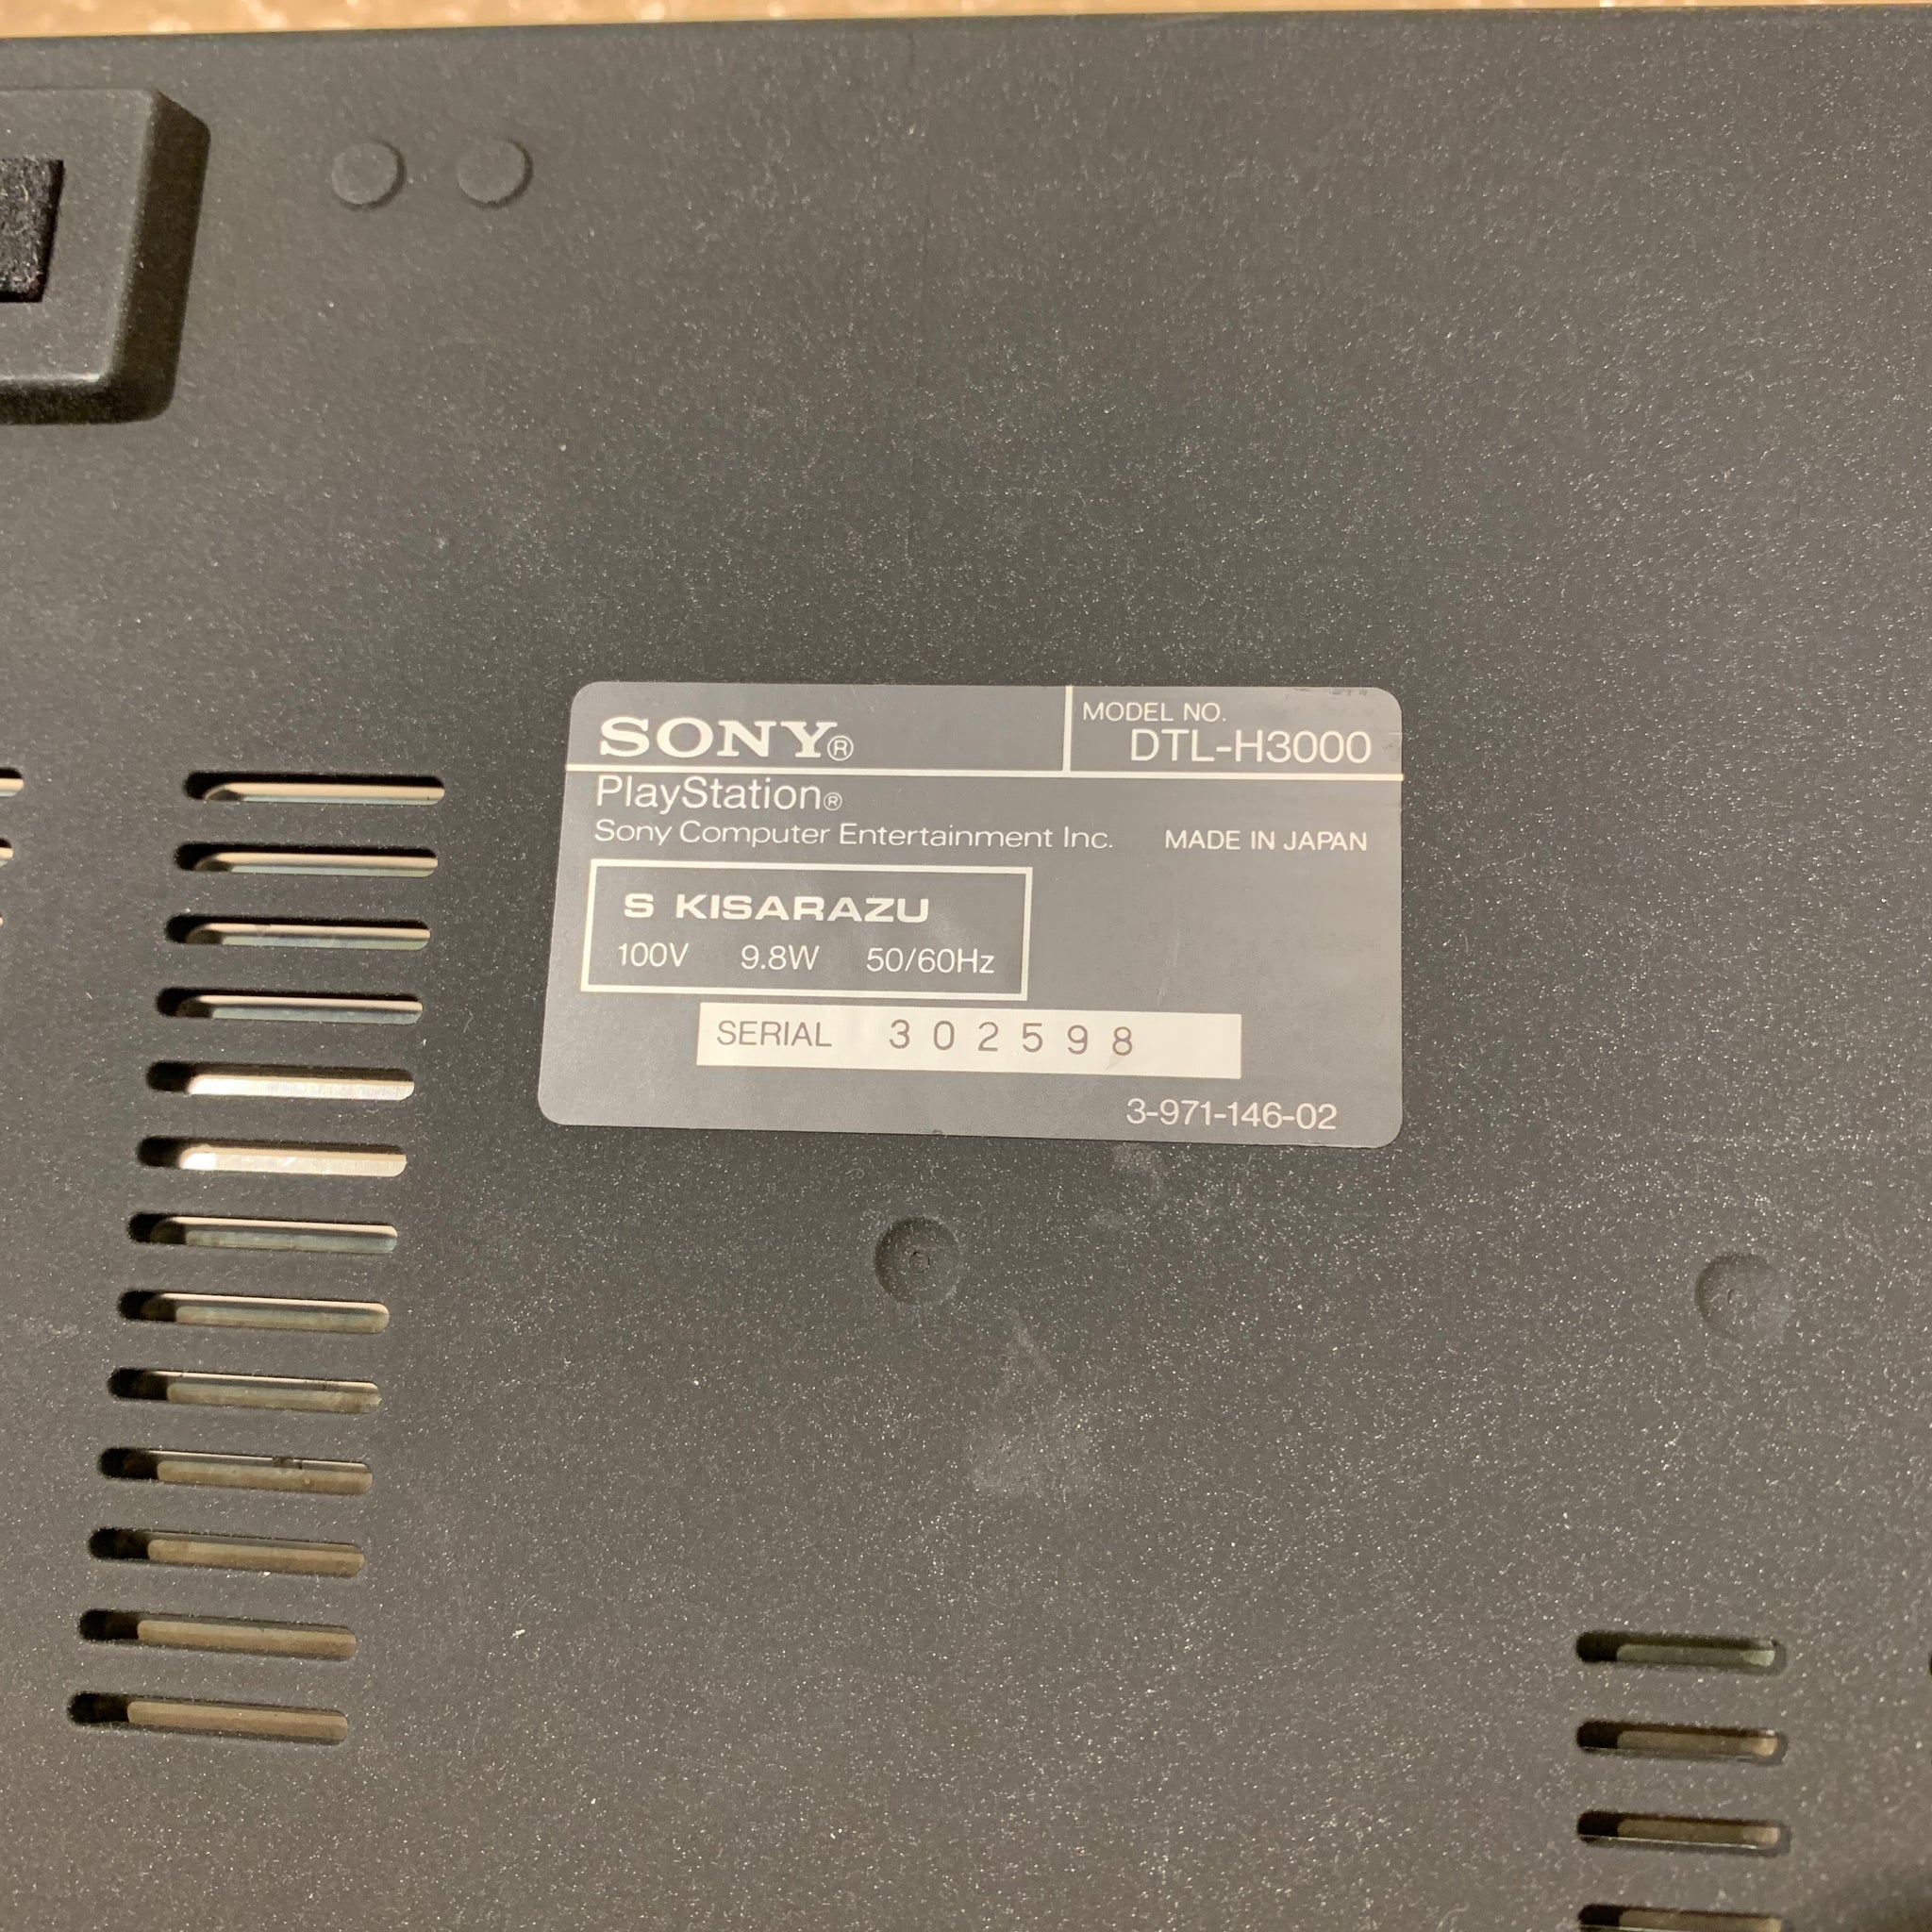 SONY® MODEL NO.
DTL-H3000
PlayStation®
Sony Computer Entertainment Inc. MADE IN JAPAN
S KISARAZU
100V 9.8W 50/60Hz
SERIAL 302598
3-971-146-02